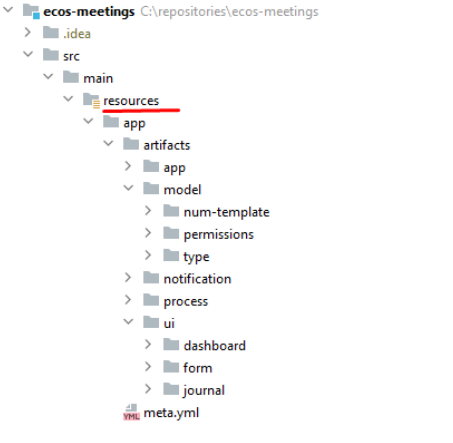 ecos-meetings C:\repositories\ecos-meetings
.idea
src
main
resources
app
artifacts
app
model
num-template
permissions
type
notification
process
ui
dashboard
form
journal
YML meta.yml